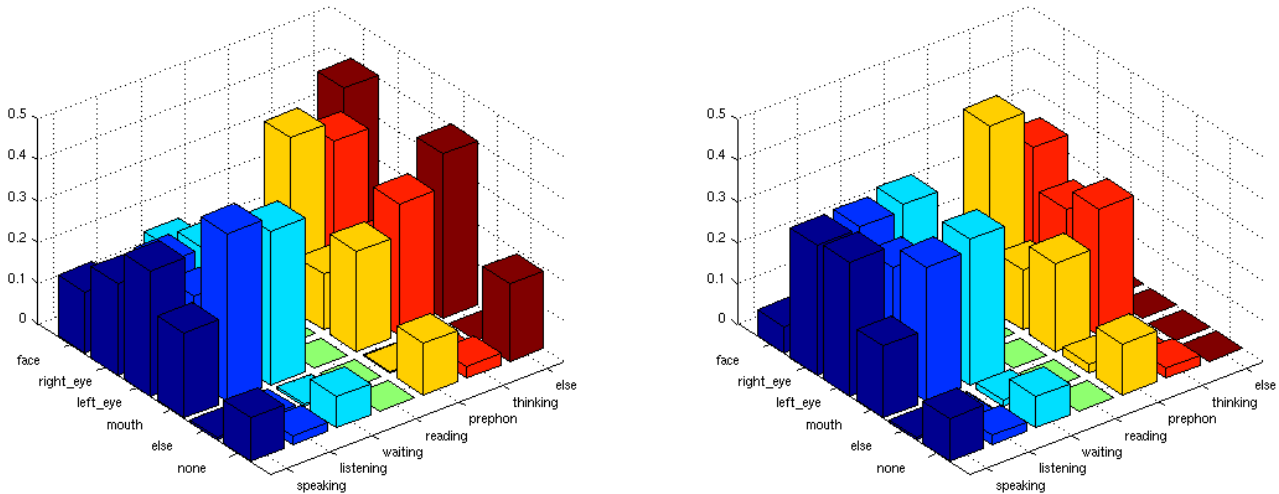 0.5
0.4
0.3
0.2
0.1
0
face
right_eye
left_eye
mouth
else
none
speaking
listening
waiting
reading
prephon
thinking
else
0.5
0.4
0.3
0.2
0.1
0
face
right_eye
left_eye
mouth
else
none
speaking
listening
waiting
reading
prephon
thinking
else